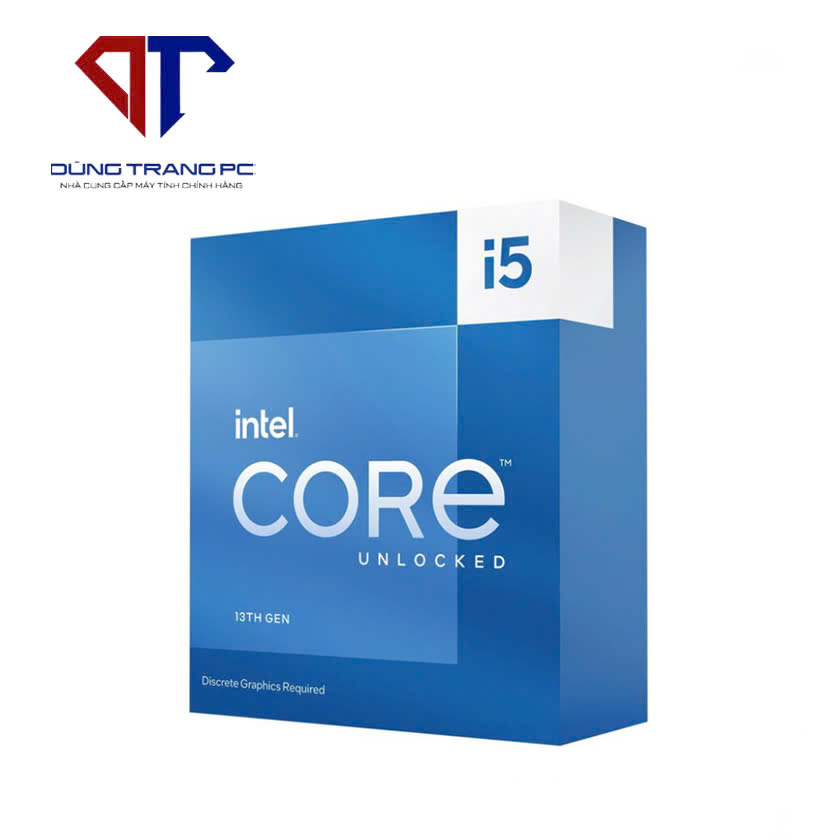 DŨNG TRANG PC
NHÀ CUNG CẤP MÁY TÍNH CHÍNH HÃNG
i5
intel.
CORe™
UNLOCKED
13TH GEN
Discrete Graphics Required